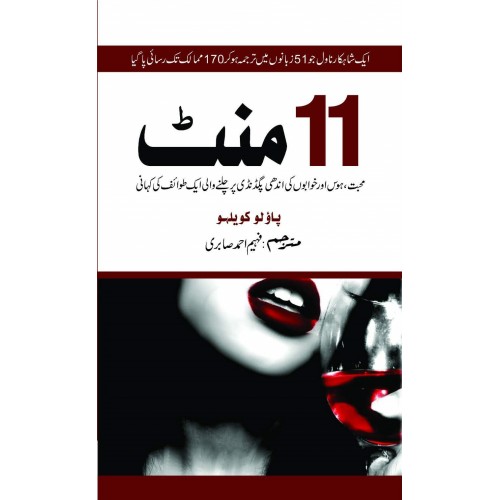 ایک شاہکار ناول جو 51 زبانوں میں ترجمہ ہو کر 170 ممالک تک رسائی پا گیا
11 منٹ
محبت، ہوس اور خوابوں کی اندھی پگڈنڈی پر چلنے والی ایک طوائف کی کہانی
پاؤلو کویلہو
مترجم: فہیم احمد صابری